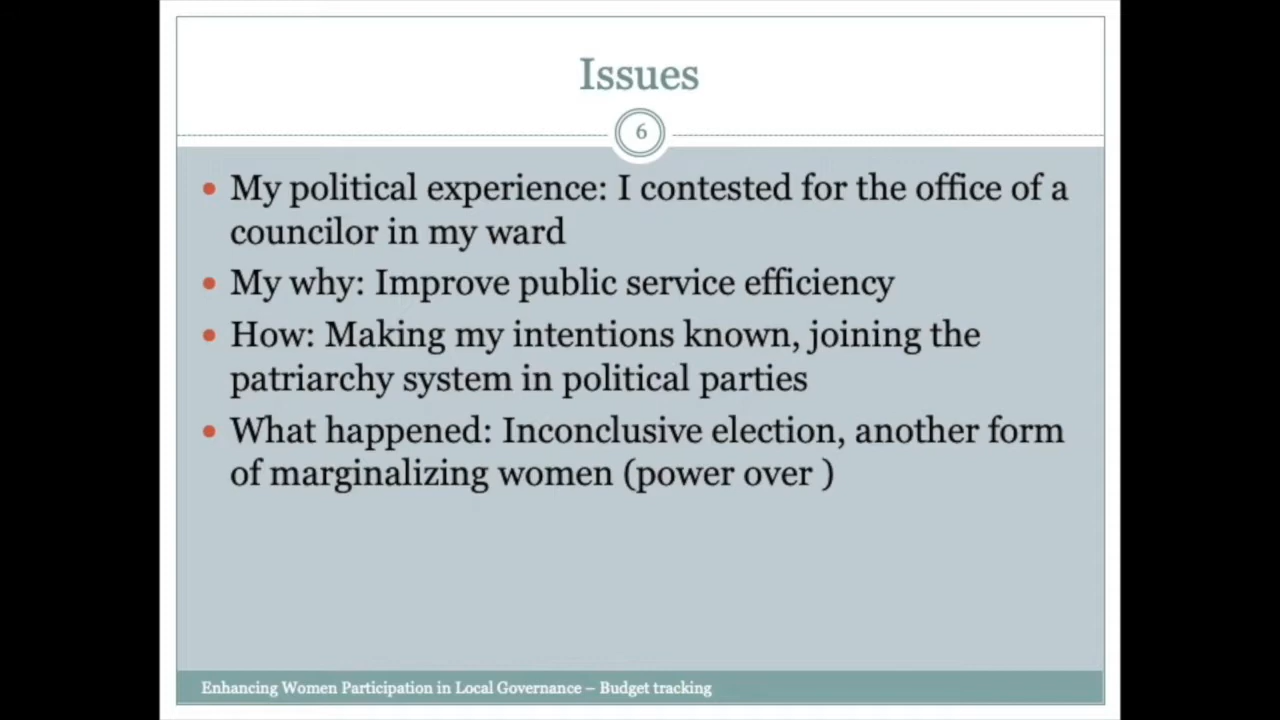 Issues
6
• My political experience: I contested for the office of a
councilor in my ward
• My why: Improve public service efficiency
• How: Making my intentions known, joining the
patriarchy system in political parties
• What happened: Inconclusive election, another form
of marginalizing women (power over )
Enhancing Women Participation in Local Governance – Budget tracking